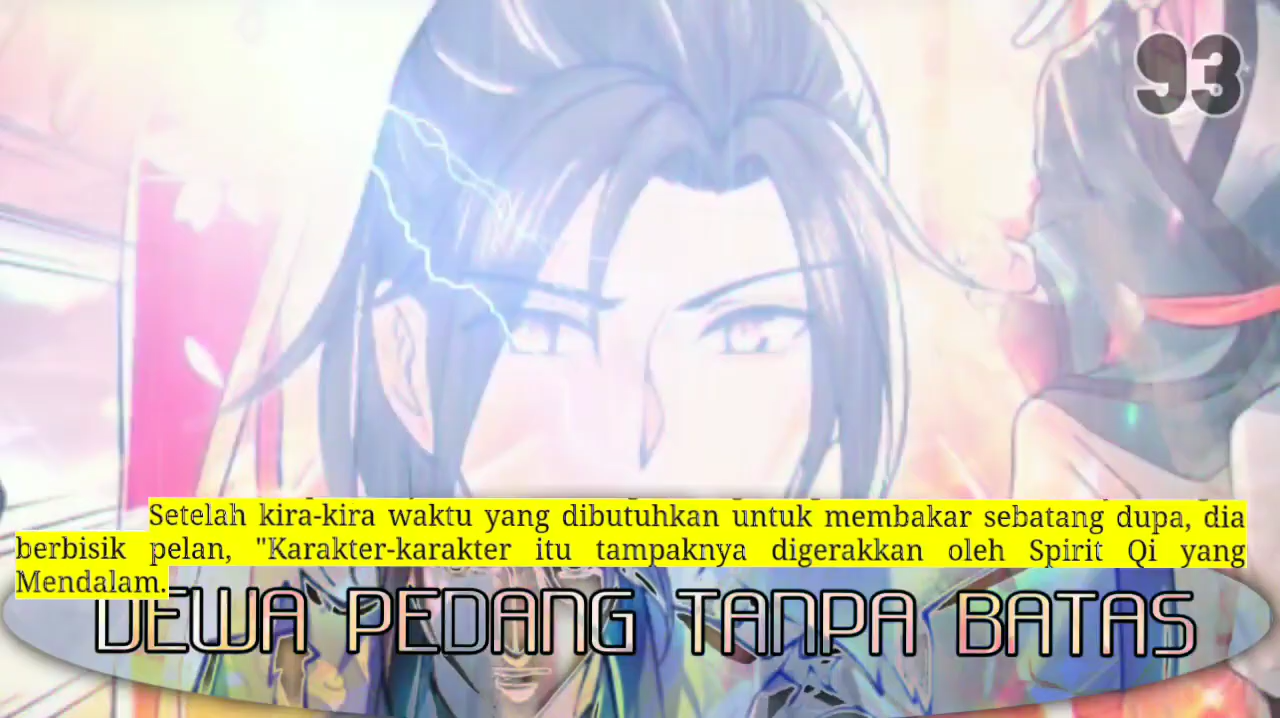 93
Setelah kira-kira waktu yang dibutuhkan untuk membakar sebatang dupa, dia
berbisik pelan, "Karakter-karakter itu tampaknya digerakkan oleh Spirit Qi yang
Mendalam.
DEWA PEDANG TANPA BATAS